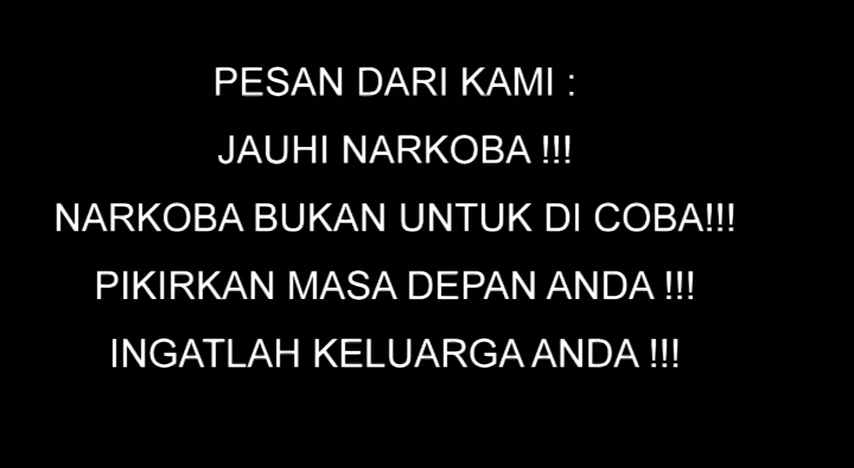 PESAN DARI KAMI :
JAUHI NARKOBA !!!
NARKOBA BUKAN UNTUK DI COBA!!!
PIKIRKAN MASA DEPAN ANDA !!!
INGATLAH KELUARGA ANDA !!!